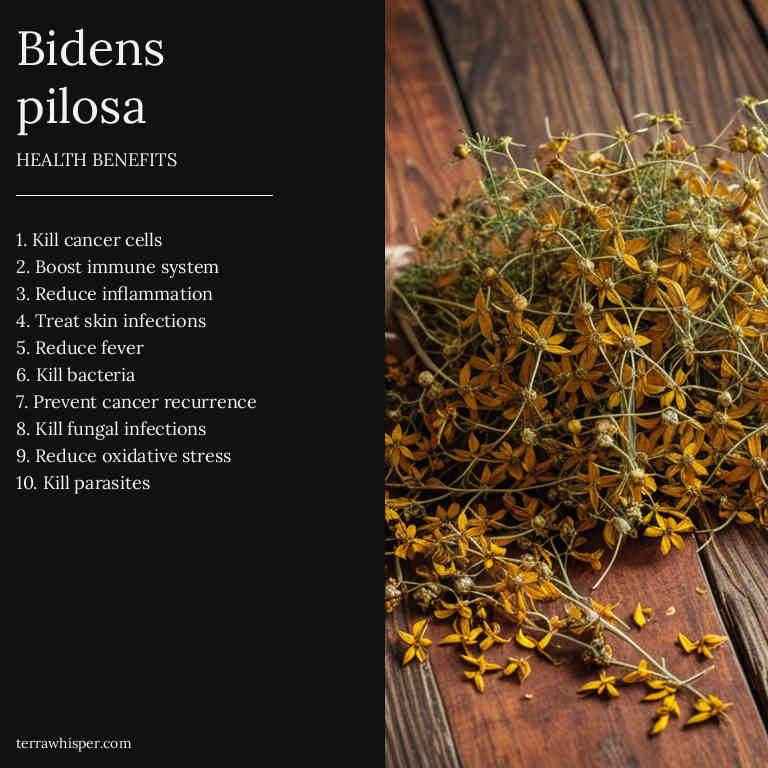 Bidens
pilosa
HEALTH BENEFITS
1. Kill cancer cells
2. Boost immune system
3. Reduce inflammation
4. Treat skin infections
5. Reduce fever
6. Kill bacteria
7. Prevent cancer recurrence
8. Kill fungal infections
9. Reduce oxidative stress
10. Kill parasites
terrawhisper.com